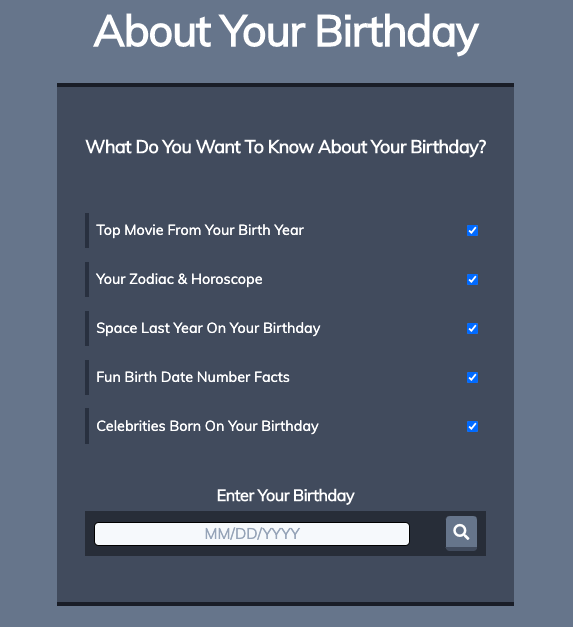 About Your Birthday
What Do You Want To Know About Your Birthday?
Top Movie From Your Birth Year
Your Zodiac & Horoscope
Space Last Year On Your Birthday
Fun Birth Date Number Facts
Celebrities Born On Your Birthday
Enter Your Birthday
MM/DD/YYYY